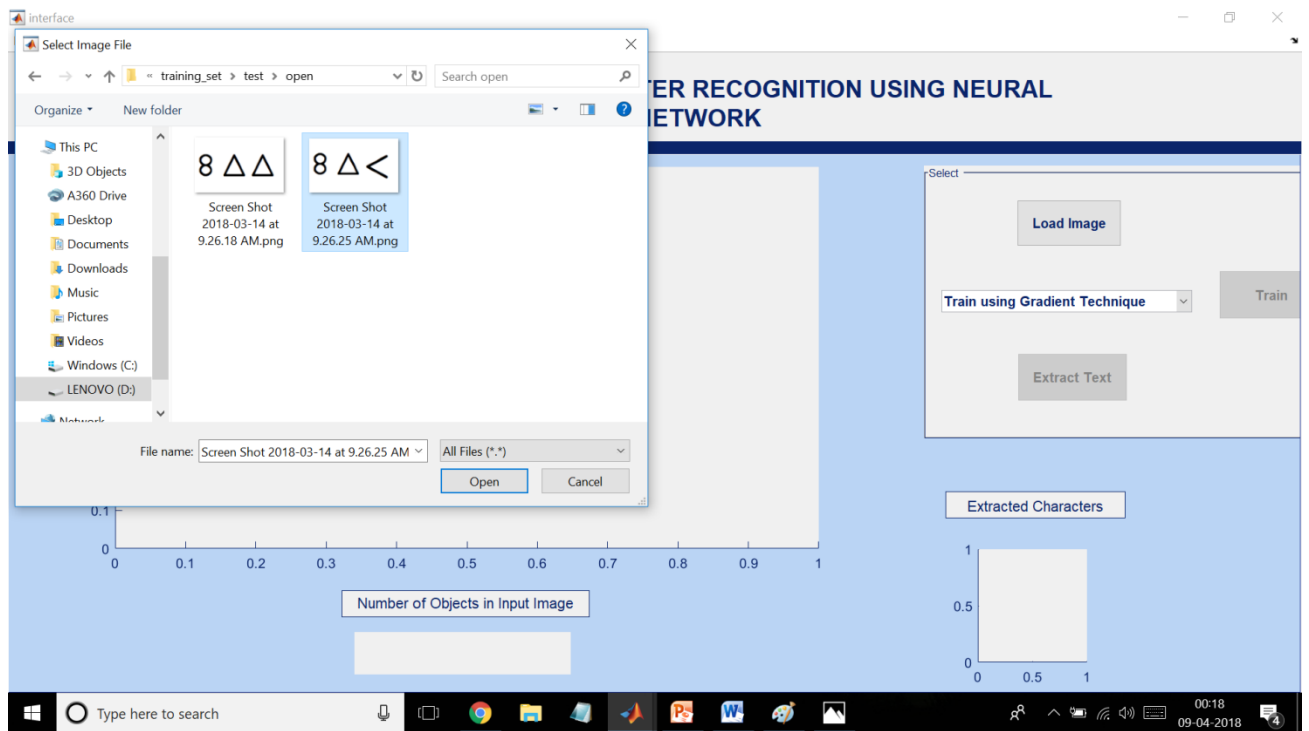 interface
Select Image File
« training_set > test > open
Search open
Organize
New folder
This PC
3D Objects
A360 Drive
Desktop
Documents
Downloads
Music
Pictures
Videos
Windows (C:)
LENOVO (D:)
Network
8 Δ Δ
Screen Shot
2018-03-14 at
9.26.18 AM.png
8 Δ <
Screen Shot
2018-03-14 at
9.26.25 AM.png
File name:
Screen Shot 2018-03-14 at 9.26.25 AM
All Files (*.*)
Open
Cancel
TER RECOGNITION USING NEURAL
NETWORK
Select
Load Image
Train using Gradient Technique
Train
Extract Text
0.1
0
0 0.1 0.2 0.3 0.4 0.5 0.6 0.7 0.8 0.9 1
Number of Objects in Input Image
Extracted Characters
1
0.5
0
0 0.5 1
Type here to search
00:18
09-04-2018
4